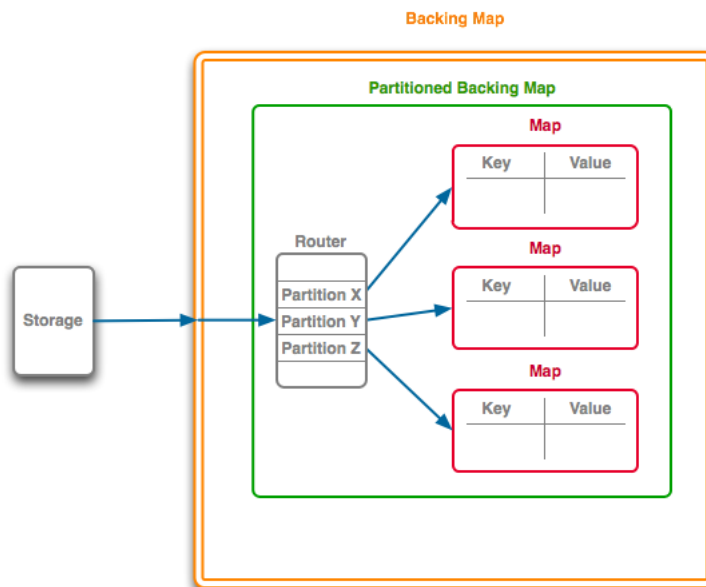 Backing Map
Partitioned Backing Map
Map
Key Value
Router
Partition X
Partition Y
Partition Z
Storage
Map
Key Value
Map
Key Value